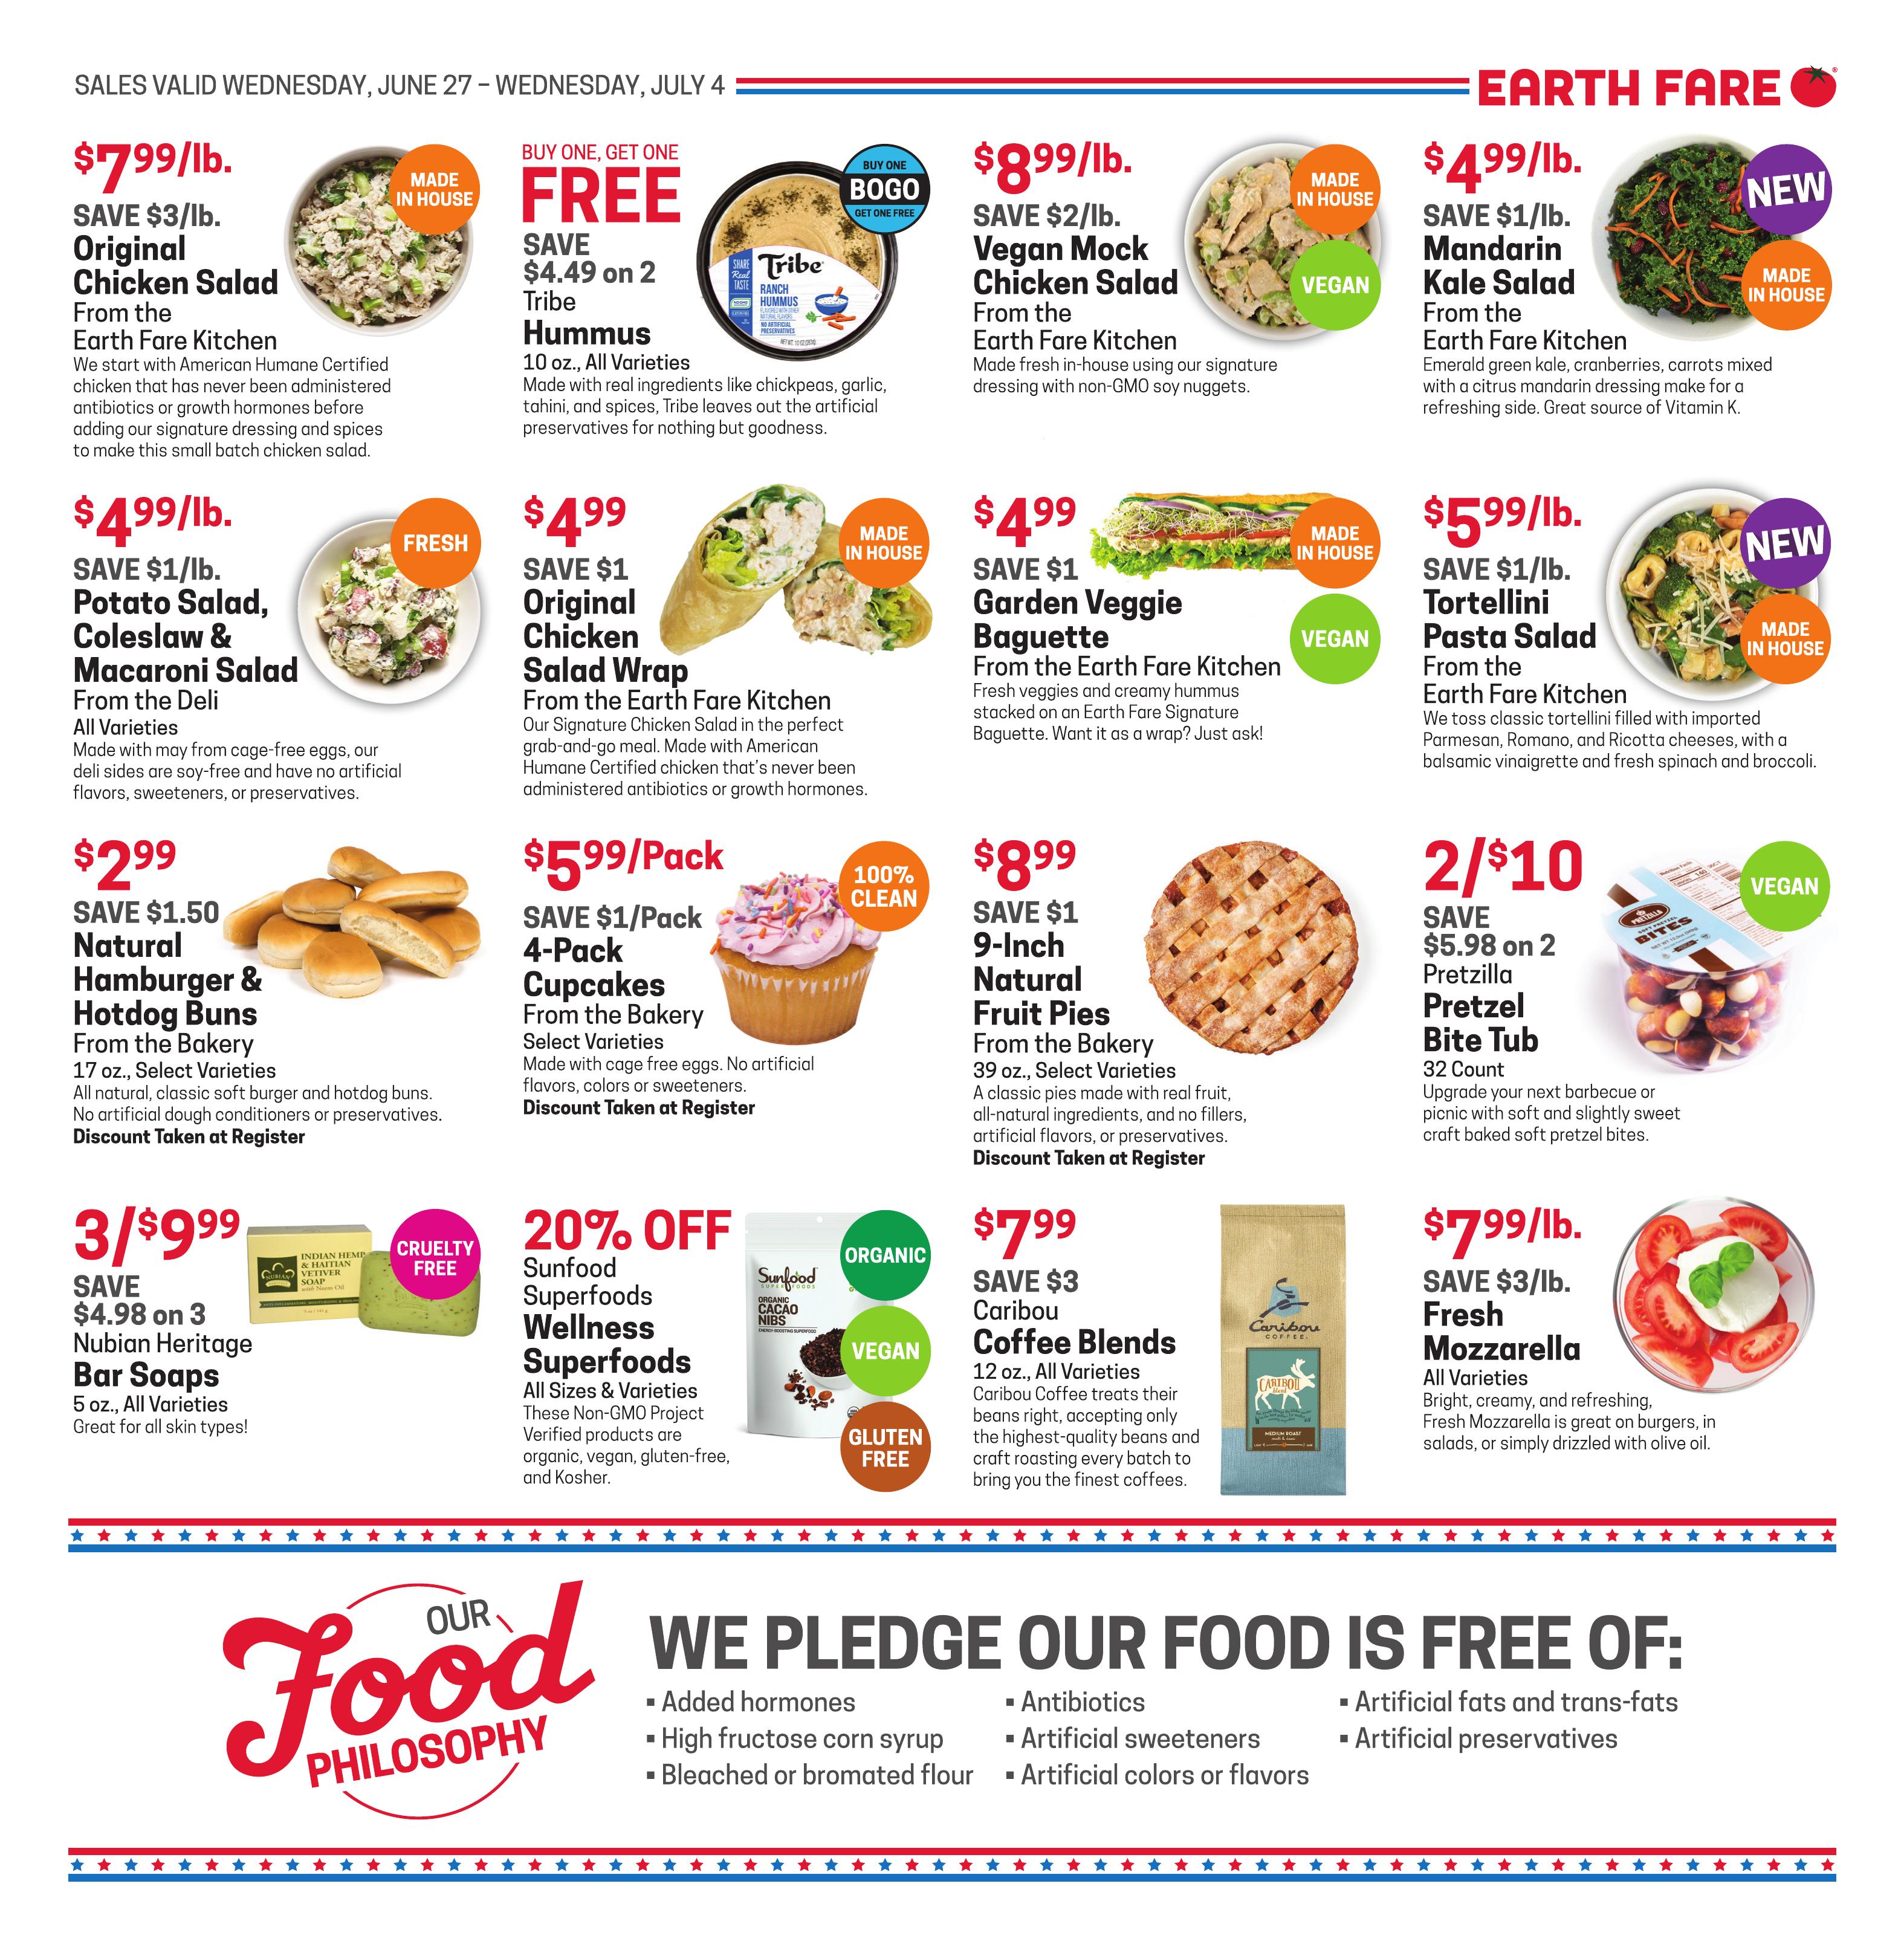 SALES VALID WEDNESDAY, JUNE 27 – WEDNESDAY, JULY 4
EARTH FARE
$7.99/lb.
SAVE $3/lb.
Original
Chicken Salad
From the
Earth Fare Kitchen
We start with American Humane Certified
chicken that has never been administered
antibiotics or growth hormones before
adding our signature dressing and spices
to make this small batch chicken salad.
MADE
IN HOUSE
BUY ONE, GET ONE
FREE
SAVE
$4.49 on 2
Tribe
Hummus
10 oz., All Varieties
Made with real ingredients like chickpeas, garlic,
tahini, and spices, Tribe leaves out the artificial
preservatives for nothing but goodness.
BUY ONE
BOGO
GET ONE FREE
SHARE
Real
TASTE
Tribe
RANCH
HUMMUS
NO ARTIFICIAL
PRESERVATIVES
$8.99/lb.
SAVE $2/lb.
Vegan Mock
Chicken Salad
From the
Earth Fare Kitchen
Made fresh in-house using our signature
dressing with non-GMO soy nuggets.
MADE
IN HOUSE
VEGAN
$4.99/lb.
SAVE $1/lb.
Mandarin
Kale Salad
From the
Earth Fare Kitchen
Emerald green kale, cranberries, carrots mixed
with a citrus mandarin dressing make for a
refreshing side. Great source of Vitamin K.
NEW
MADE
IN HOUSE
$4.99/lb.
SAVE $1/lb.
Potato Salad,
Coleslaw &
Macaroni Salad
From the Deli
All Varieties
Made with may from cage-free eggs, our
deli sides are soy-free and have no artificial
flavors, sweeteners, or preservatives.
FRESH
$4.99
SAVE $1
Original
Chicken
Salad Wrap
From the Earth Fare Kitchen
Our Signature Chicken Salad in the perfect
grab-and-go meal. Made with American
Humane Certified chicken that's never been
administered antibiotics or growth hormones.
MADE
IN HOUSE
$4.99
SAVE $1
Garden Veggie
Baguette
From the Earth Fare Kitchen
Fresh veggies and creamy hummus
stacked on an Earth Fare Signature
Baguette. Want it as a wrap? Just ask!
MADE
IN HOUSE
VEGAN
$5.99/lb.
SAVE $1/lb.
Tortellini
Pasta Salad
From the
Earth Fare Kitchen
We toss classic tortellini filled with imported
Parmesan, Romano, and Ricotta cheeses, with a
balsamic vinaigrette and fresh spinach and broccoli.
NEW
MADE
IN HOUSE
$2.99
SAVE $1.50
Natural
Hamburger &
Hotdog Buns
From the Bakery
17 oz., Select Varieties
All natural, classic soft burger and hotdog buns.
No artificial dough conditioners or preservatives.
Discount Taken at Register
$5.99/Pack
SAVE $1/Pack
4-Pack
Cupcakes
From the Bakery
Select Varieties
Made with cage free eggs. No artificial
flavors, colors or sweeteners.
Discount Taken at Register
100%
CLEAN
$8.99
SAVE $1
9-Inch
Natural
Fruit Pies
From the Bakery
39 oz., Select Varieties
A classic pies made with real fruit,
all-natural ingredients, and no fillers,
artificial flavors, or preservatives.
Discount Taken at Register
2/$10
SAVE
$5.98 on 2
Pretzilla
Pretzel
Bite Tub
32 Count
Upgrade your next barbecue or
picnic with soft and slightly sweet
craft baked soft pretzel bites.
PRETZILLA
SOFT PRETZEL
BITES
VEGAN
3/$9.99
SAVE
$4.98 on 3
Nubian Heritage
Bar Soaps
5 oz., All Varieties
Great for all skin types!
NUBIAN
INDIAN HEMP
& HAITIAN
VETIVER
SOAP
with Neem Oil
CRUELTY
FREE
20% OFF
Sunfood
Superfoods
Wellness
Superfoods
All Sizes & Varieties
These Non-GMO Project
Verified products are
organic, vegan, gluten-free,
and Kosher.
Sunfood
SUPERFOODS
ORGANIC
CACAO
NIBS
ENERGY-BOOSTING SUPERFOOD
ORGANIC
VEGAN
GLUTEN
FREE
$7.99
SAVE $3
Caribou
Coffee Blends
12 oz., All Varieties
Caribou Coffee treats their
beans right, accepting only
the highest-quality beans and
craft roasting every batch to
bring you the finest coffees.
Caribou
COFFEE
CARIBOU
blend
MEDIUM ROAST
$7.99/lb.
SAVE $3/lb.
Fresh
Mozzarella
All Varieties
Bright, creamy, and refreshing,
Fresh Mozzarella is great on burgers, in
salads, or simply drizzled with olive oil.
OUR
Food
PHILOSOPHY
WE PLEDGE OUR FOOD IS FREE OF:
▪ Added hormones
▪ High fructose corn syrup
▪ Bleached or bromated flour
▪ Antibiotics
▪ Artificial sweeteners
▪ Artificial colors or flavors
▪ Artificial fats and trans-fats
▪ Artificial preservatives